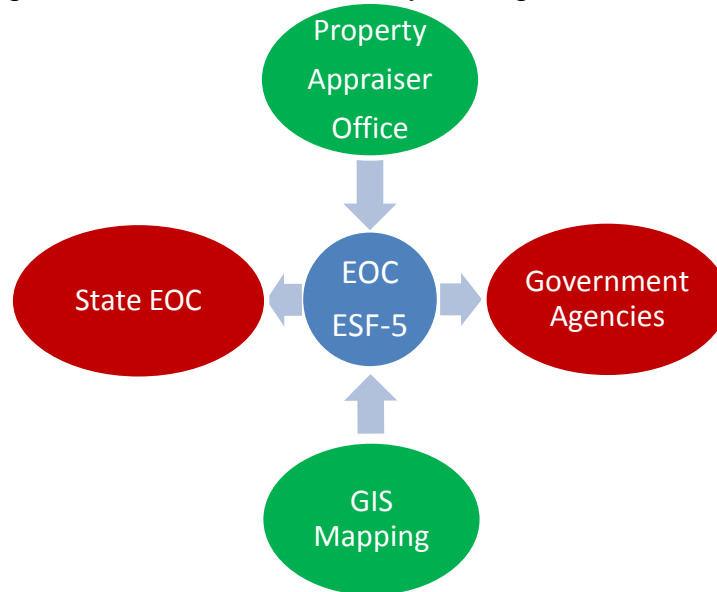 Property
Appraiser
Office
State EOC
EOC
ESF-5
Government
Agencies
GIS
Mapping